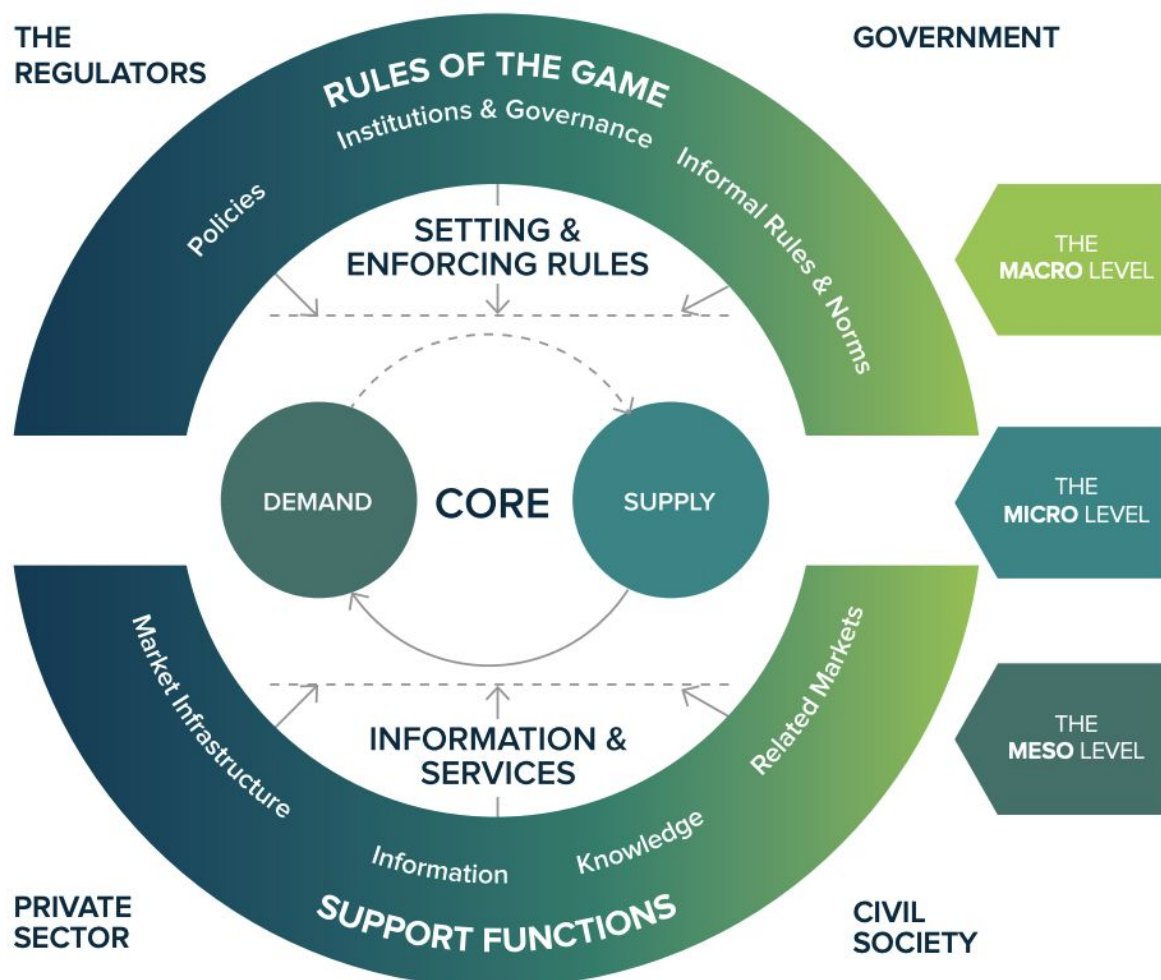 THE
REGULATORS
GOVERNMENT
RULES OF THE GAME
Institutions & Governance
Policies
Informal Rules & Norms
SETTING &
ENFORCING RULES
THE
MACRO LEVEL
DEMAND
CORE
SUPPLY
THE
MICRO LEVEL
Market Infrastructure
Related Markets
INFORMATION &
SERVICES
THE
MESO LEVEL
Information
Knowledge
SUPPORT FUNCTIONS
PRIVATE
SECTOR
CIVIL
SOCIETY